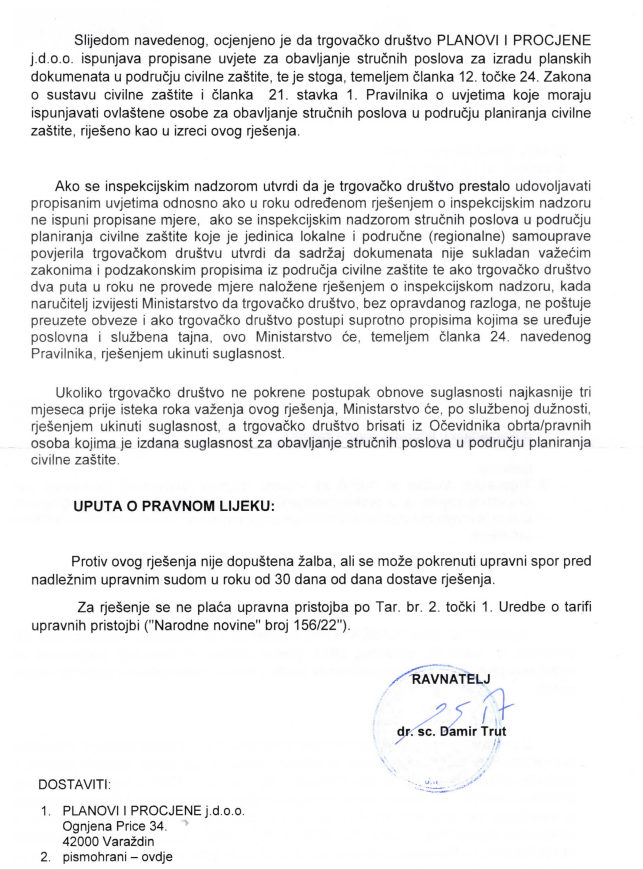 Slijedom navedenog, ocjenjeno je da trgovačko društvo PLANOVI I PROCJENE
j.d.o.o. ispunjava propisane uvjete za obavljanje stručnih poslova za izradu planskih
dokumenata u području civilne zaštite, te je stoga, temeljem članka 12. točke 24. Zakona
o sustavu civilne zaštite i članka 21. stavka 1. Pravilnika o uvjetima koje moraju
ispunjavati ovlaštene osobe za obavljanje stručnih poslova u području planiranja civilne
zaštite, riješeno kao u izreci ovog rješenja.
Ako se inspekcijskim nadzorom utvrdi da je trgovačko društvo prestalo udovoljavati
propisanim uvjetima odnosno ako u roku određenom rješenjem o inspekcijskim nadzoru
ne ispuni propisane mjere, ako se inspekcijskim nadzorom stručnih poslova u području
planiranja civilne zaštite koje je jedinica lokalne i područne (regionalne) samouprave
povjerila trgovačkom društvu utvrdi da sadržaj dokumenata nije sukladan važećim
zakonima i podzakonskim propisima iz područja civilne zaštite te ako trgovačko društvo
dva puta u roku ne provede mjere naložene rješenjem o inspekcijskom nadzoru, kada
naručitelj izvijesti Ministarstvo da trgovačko društvo, bez opravdanog razloga, ne poštuje
preuzete obveze i ako trgovačko društvo postupi suprotno propisima kojima se uređuje
poslovna i službena tajna, ovo Ministarstvo će, temeljem članka 24. navedenog
Pravilnika, rješenjem ukinuti suglasnost.
Ukoliko trgovačko društvo ne pokrene postupak obnove suglasnosti najkasnije tri
mjeseca prije isteka roka važenja ovog rješenja, Ministarstvo će, po službenoj dužnosti,
rješenjem ukinuti suglasnost, a trgovačko društvo brisati iz Očevidnika obrta/pravnih
osoba kojima je izdana suglasnost za obavljanje stručnih poslova u području planiranja
civilne zaštite.
UPUTA O PRAVNOM LIJEKU:
Protiv ovog rješenja nije dopuštena žalba, ali se može pokrenuti upravni spor pred
nadležnim upravnim sudom u roku od 30 dana od dana dostave rješenja.
Za rješenje se ne plaća upravna pristojba po Tar. br. 2. točki 1. Uredbe o tarifi
upravnih pristojbi ("Narodne novine" broj 156/22").
RAVNATELJ
dr. sc. Damir Trut
DOSTAVITI:
1. PLANOVI I PROCJENE j.d.o.o.
Ognjena Price 34.
42000 Varaždin
2. pismohrani – ovdje